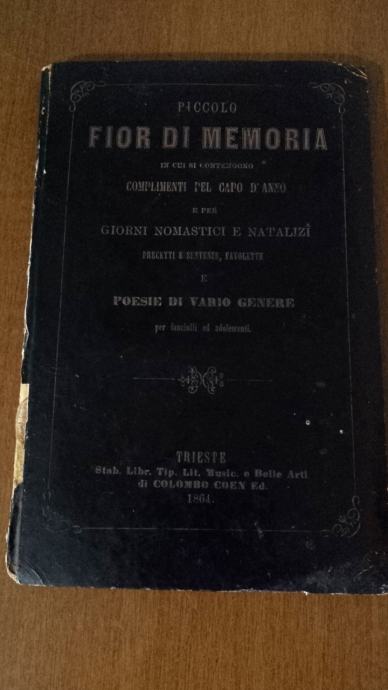 PICCOLO
FIOR DI MEMORIA
IN CUI SI CONTENGONO
COMPLIMENTI PEL CAPO D'ANNO
E PEI
GIORNI NOMASTICI E NATALIZÎ
PRECETTI E SENTENZE, FAVOLETTE
E
POESIE DI VARIO GENERE
per fanciulli ed adolescenti.
TRIESTE
Stab. Libr. Tip. Lit. Music. e Belle Arti
di COLOMBO COEN Ed.
1864.